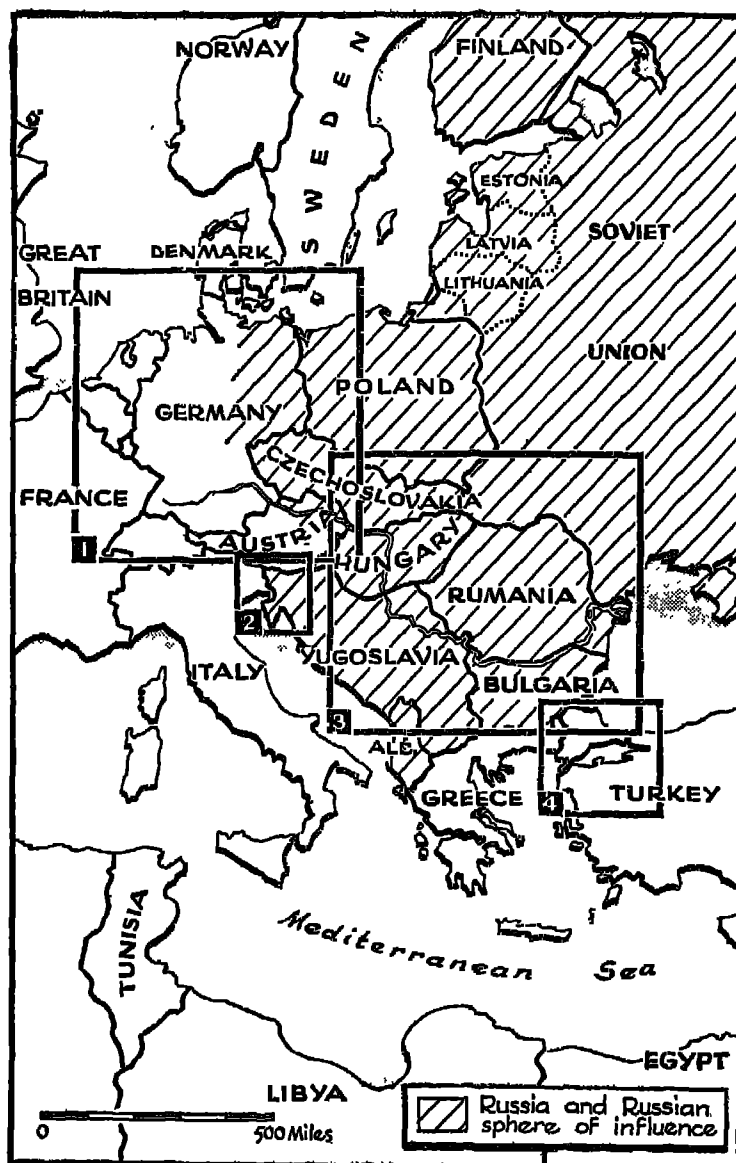 NORWAY
FINLAND
SWEDEN
ESTONIA
GREAT
BRITAIN
DENMARK
LATVIA
SOVIET
LITHUANIA
UNION
POLAND
GERMANY
CZECHOSLOVAKIA
FRANCE
AUSTRIA
HUNGARY
1
RUMANIA
2
ITALY
YUGOSLAVIA
BULGARIA
3
ALB.
GREECE
4
TURKEY
TUNISIA
Mediterranean Sea
EGYPT
LIBYA
0 500 Miles
Russia and Russian
sphere of influence